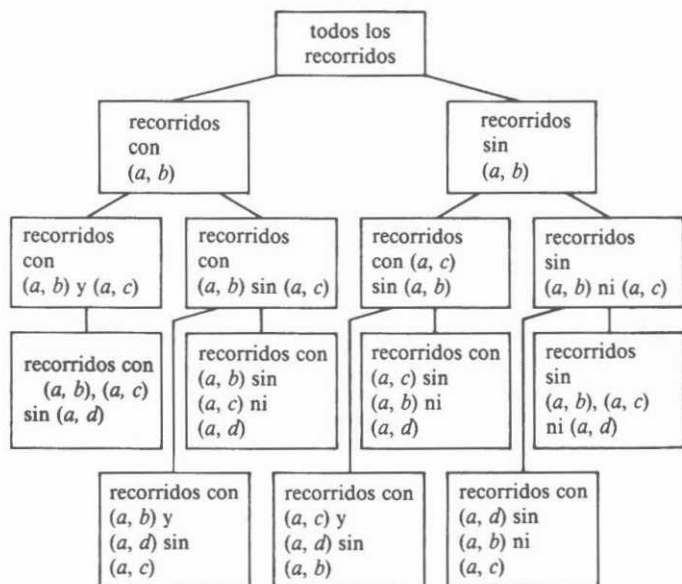 todos los
recorridos
recorridos
con
(a, b)
recorridos
sin
(a, b)
recorridos
con
(a, b) y (a, c)
recorridos
con
(a, b) sin (a, c)
recorridos
con (a, c)
sin (a, b)
recorridos
sin
(a, b) ni (a, c)
recorridos con
(a, b), (a, c)
sin (a, d)
recorridos con
(a, b) sin
(a, c) ni
(a, d)
recorridos con
(a, c) sin
(a, b) ni
(a, d)
recorridos
sin
(a, b), (a, c)
ni (a, d)
recorridos con
(a, b) y
(a, d) sin
(a, c)
recorridos con
(a, c) y
(a, d) sin
(a, b)
recorridos con
(a, d) sin
(a, b) ni
(a, c)